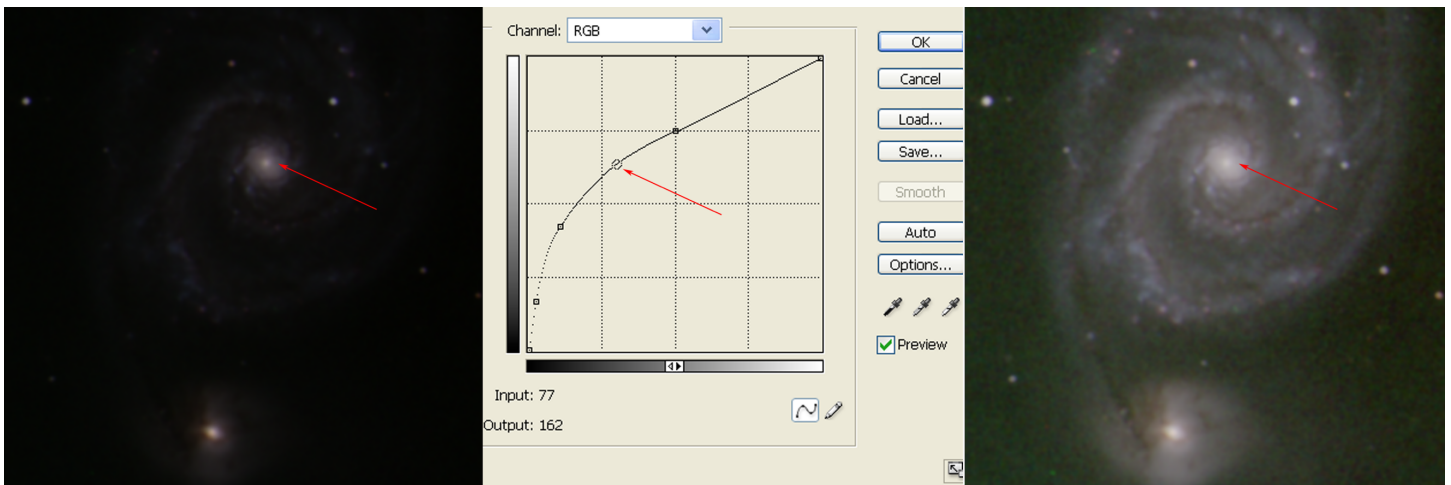 Channel: RGB
OK
Cancel
Load...
Save...
Smooth
Auto
Options...
Preview
Input: 77
Output: 162